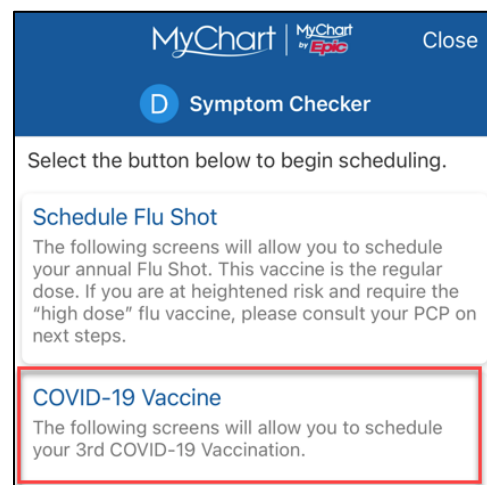 MyChart | MyChart by Epic Close
D Symptom Checker
Select the button below to begin scheduling.
Schedule Flu Shot
The following screens will allow you to schedule
your annual Flu Shot. This vaccine is the regular
dose. If you are at heightened risk and require the
“high dose” flu vaccine, please consult your PCP on
next steps.
COVID-19 Vaccine
The following screens will allow you to schedule
your 3rd COVID-19 Vaccination.